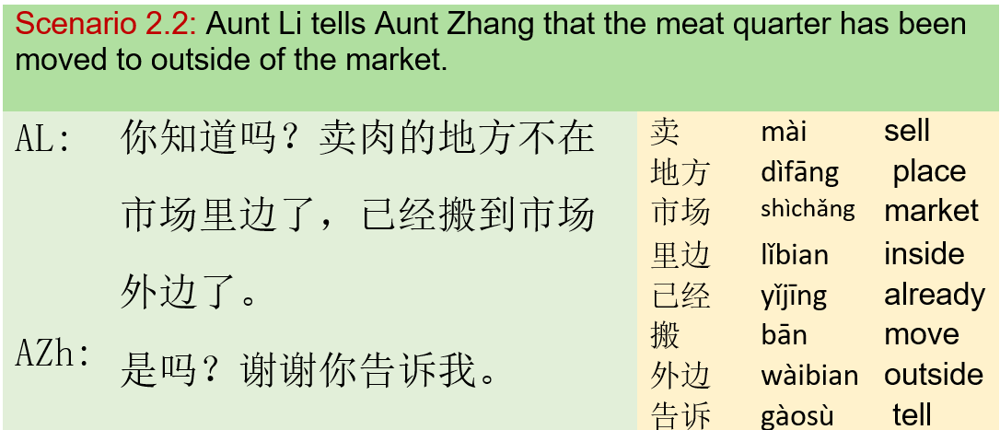 Scenario 2.2: Aunt Li tells Aunt Zhang that the meat quarter has been
moved to outside of the market.
AL: 你知道吗？卖肉的地方不在
市场里边了，已经搬到市场
外边了。
AZh: 是吗？谢谢你告诉我。
卖 mài sell
地方 dìfāng place
市场 shìchǎng market
里边 lǐbian inside
已经 yǐjīng already
搬 bān move
外边 wàibian outside
告诉 gàosù tell